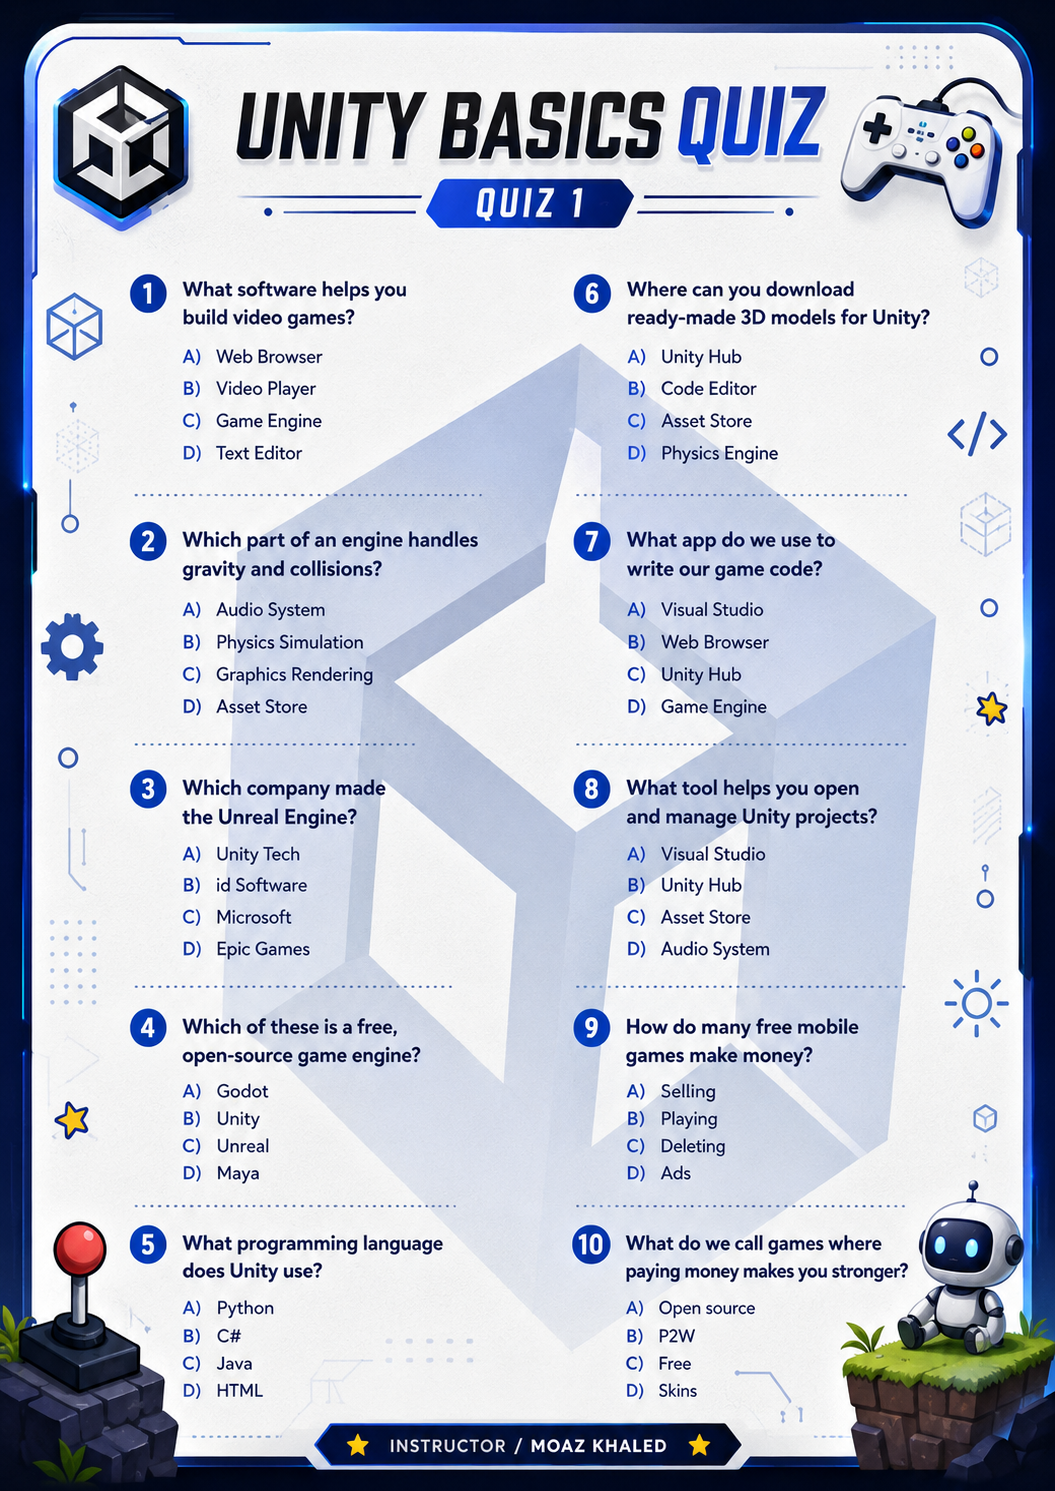 UNITY BASICS QUIZ
QUIZ 1
1 What software helps you
build video games?
A) Web Browser
B) Video Player
C) Game Engine
D) Text Editor
2 Which part of an engine handles
gravity and collisions?
A) Audio System
B) Physics Simulation
C) Graphics Rendering
D) Asset Store
3 Which company made
the Unreal Engine?
A) Unity Tech
B) id Software
C) Microsoft
D) Epic Games
4 Which of these is a free,
open-source game engine?
A) Godot
B) Unity
C) Unreal
D) Maya
5 What programming language
does Unity use?
A) Python
B) C#
C) Java
D) HTML
6 Where can you download
ready-made 3D models for Unity?
A) Unity Hub
B) Code Editor
C) Asset Store
D) Physics Engine
7 What app do we use to
write our game code?
A) Visual Studio
B) Web Browser
C) Unity Hub
D) Game Engine
8 What tool helps you open
and manage Unity projects?
A) Visual Studio
B) Unity Hub
C) Asset Store
D) Audio System
9 How do many free mobile
games make money?
A) Selling
B) Playing
C) Deleting
D) Ads
10 What do we call games where
paying money makes you stronger?
A) Open source
B) P2W
C) Free
D) Skins
INSTRUCTOR / MOAZ KHALED